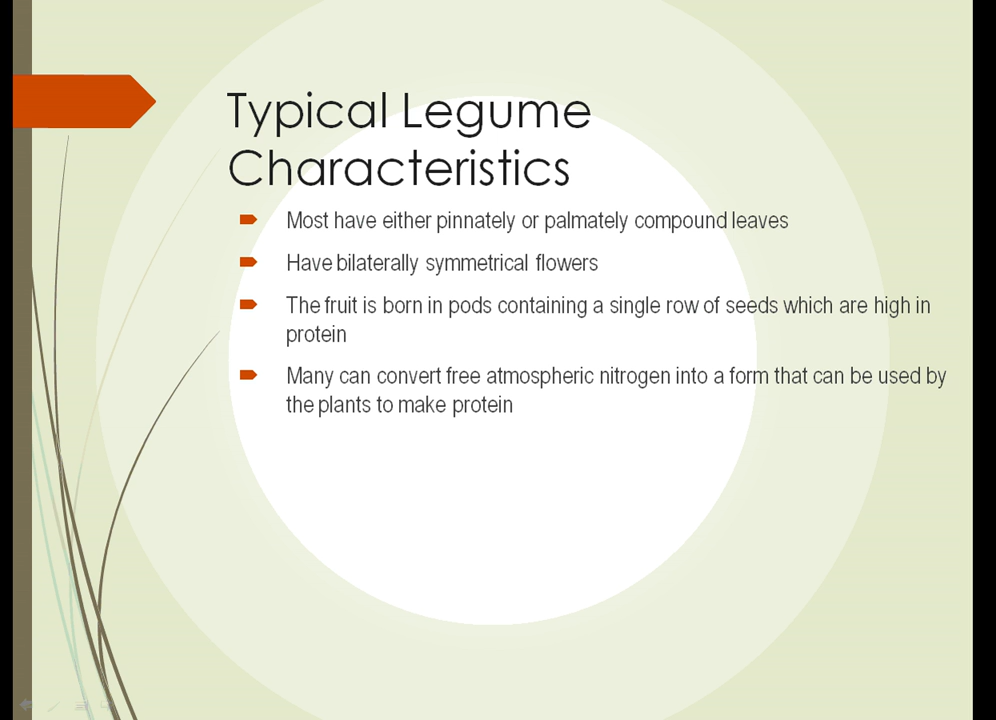 Typical Legume
Characteristics
Most have either pinnately or palmately compound leaves
Have bilaterally symmetrical flowers
The fruit is born in pods containing a single row of seeds which are high in
protein
Many can convert free atmospheric nitrogen into a form that can be used by
the plants to make protein